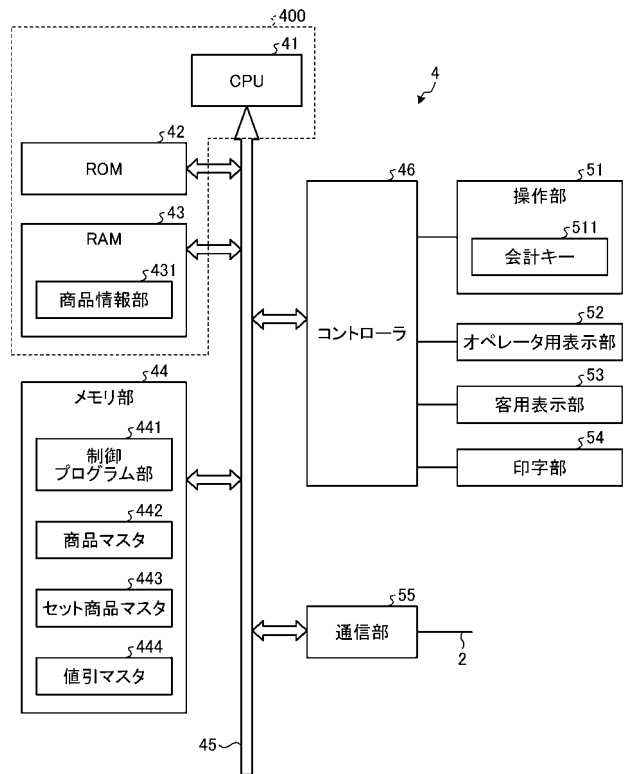 400
41
CPU
4
42
ROM
43
RAM
431
商品情報部
44
メモリ部
441
制御
プログラム部
442
商品マスタ
443
セット商品マスタ
444
値引マスタ
45
46
コントローラ
51
操作部
511
会計キー
52
オペレータ用表示部
53
客用表示部
54
印字部
55
通信部
2